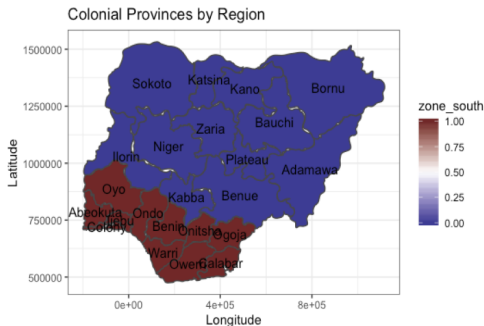 Colonial Provinces by Region
1500000
1250000
1000000
750000
500000
Latitude
Sokoto
Katsina
Kano
Bornu
Zaria
Bauchi
Niger
Ilorin
Plateau
Adamawa
Oyo
Kabba
Benue
Abeokuta
Ijebu
Ondo
Colony
Benin
Onitsha
Ogoja
Warri
Owerri
Calabar
0e+00
4e+05
8e+05
Longitude
zone_south
1.00
0.75
0.50
0.25
0.00